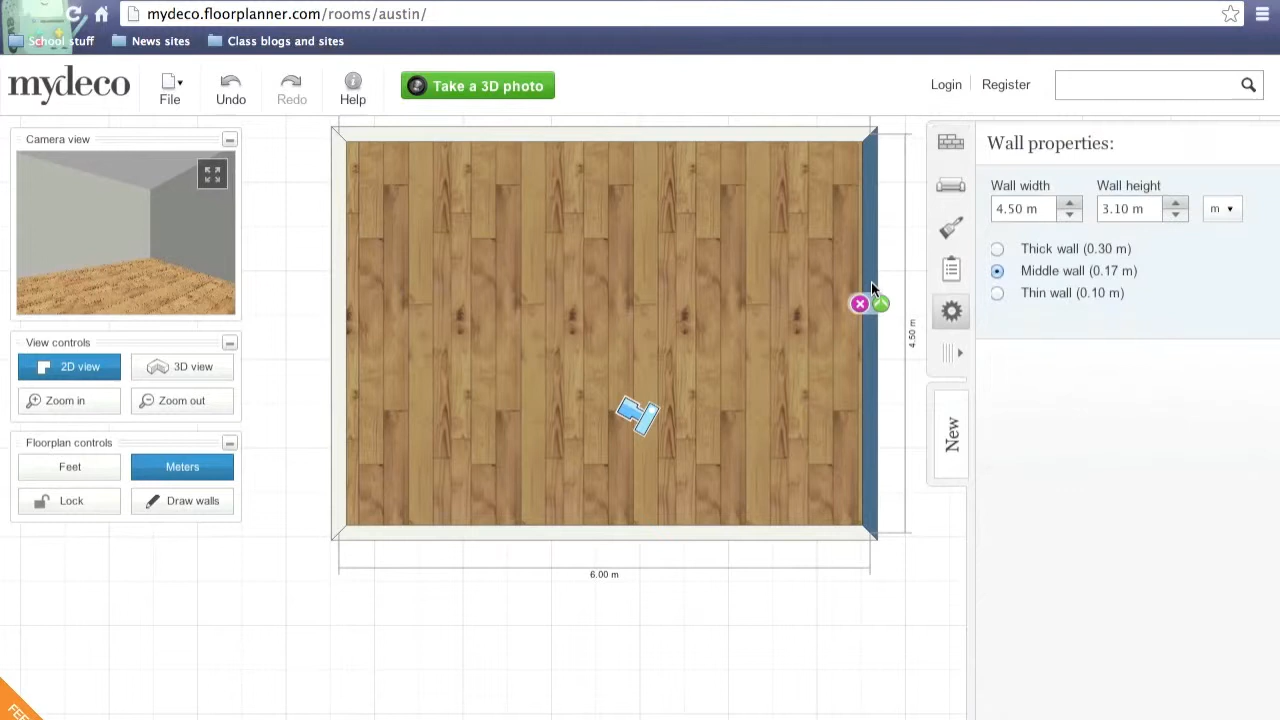 mydeco.floorplanner.com/rooms/austin/
School stuff News sites Class blogs and sites
mydeco
File Undo Redo Help Take a 3D photo Login Register
Camera view
Wall properties:
Wall width Wall height
4.50 m 3.10 m m
Thick wall (0.30 m)
Middle wall (0.17 m)
Thin wall (0.10 m)
View controls
2D view 3D view
Zoom in Zoom out
Floorplan controls
Feet Meters
Lock Draw walls
4.50 m
New
6.00 m